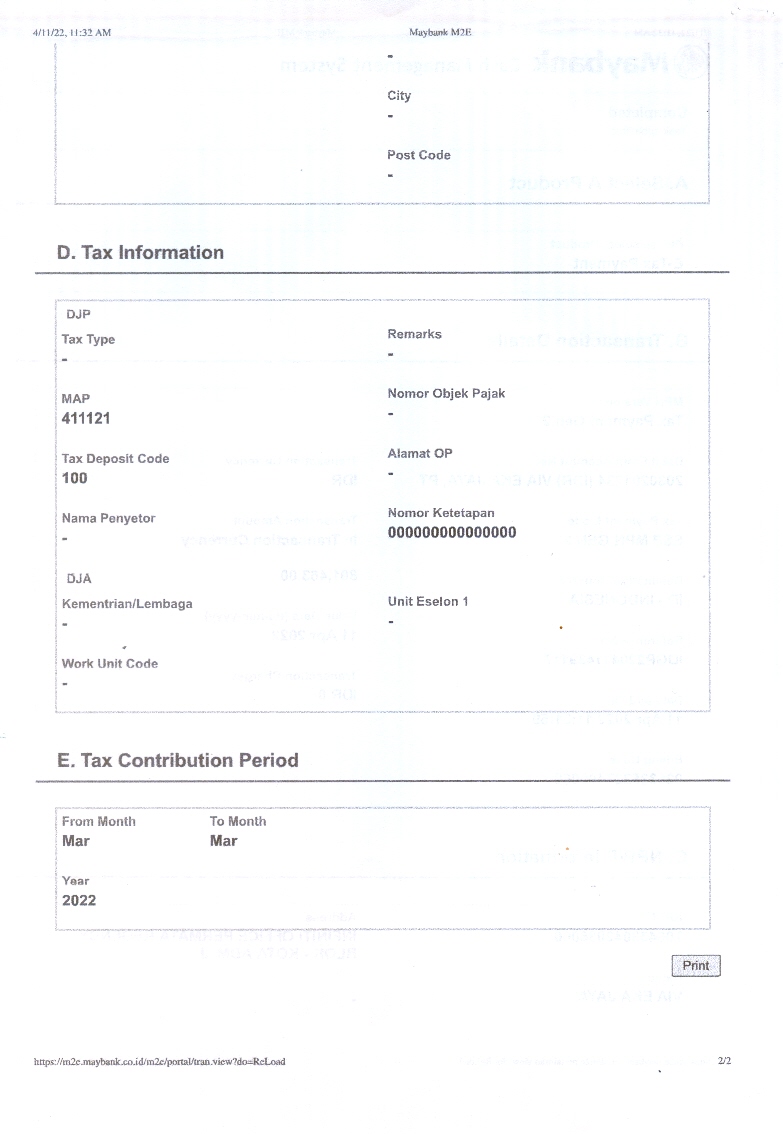 4/11/22, 11:32 AM Maybank M2E
-
City
-
Post Code
-
D. Tax Information
DJP
Tax Type
-
Remarks
-
MAP
411121
Nomor Objek Pajak
-
Tax Deposit Code
100
Alamat OP
-
Nama Penyetor
-
Nomor Ketetapan
000000000000000
DJA
Kementrian/Lembaga
-
Unit Eselon 1
-
Work Unit Code
-
E. Tax Contribution Period
From Month To Month
Mar Mar
Year
2022
Print
https://m2e.maybank.co.id/m2e/portal/tran.view?do=ReLoad 2/2